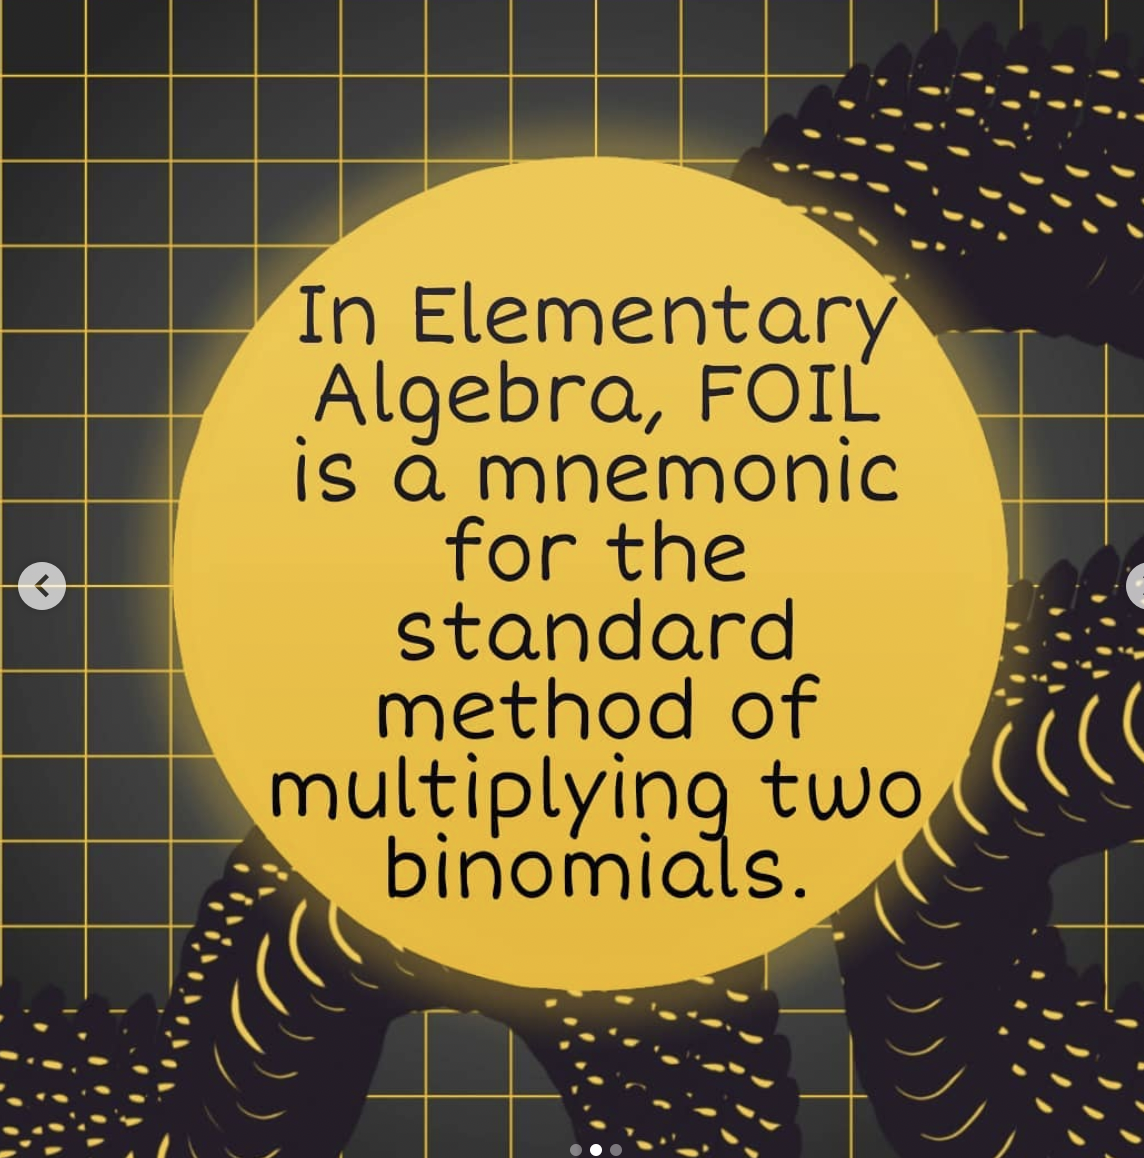 In Elementary
Algebra, FOIL
is a mnemonic
for the
standard
method of
multiplying two
binomials.